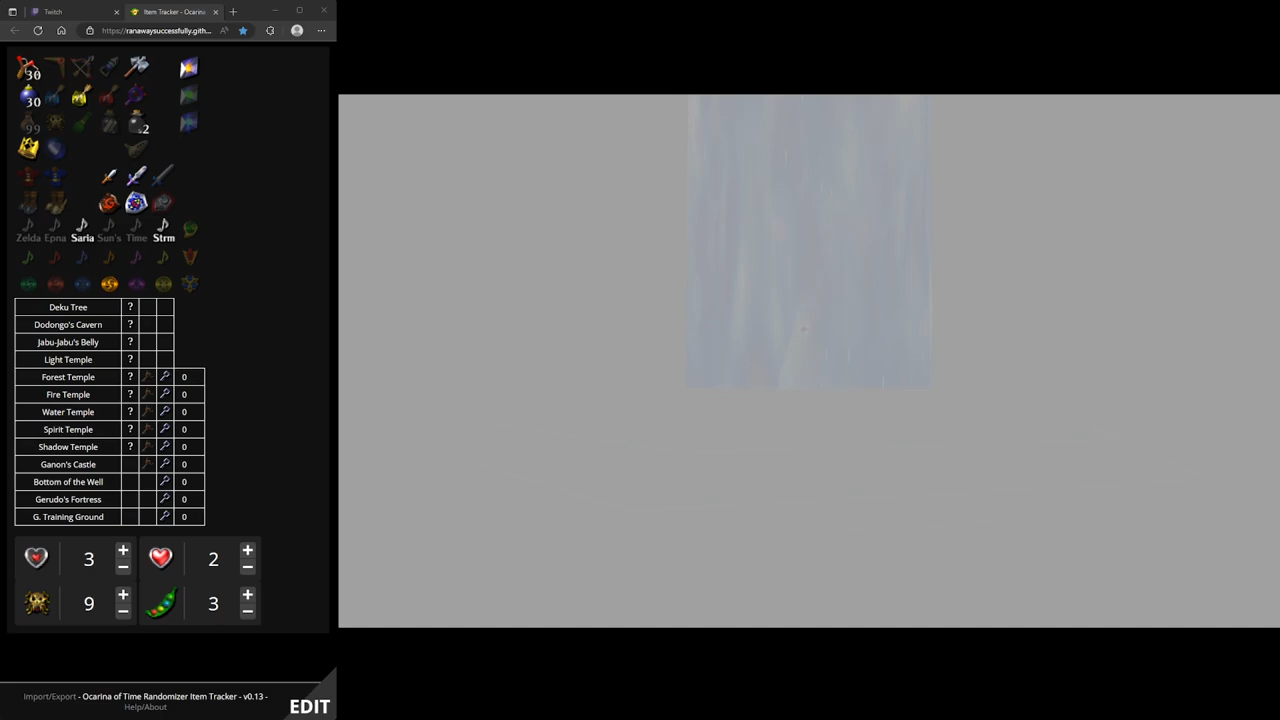 Twitch
Item Tracker - Ocarina
https://ranawaysuccessfully.gith...
30
30
99
2
Zelda Epna Saria Sun's Time Strm
Deku Tree ?
Dodongo's Cavern ?
Jabu-Jabu's Belly ?
Light Temple ?
Forest Temple ? 0
Fire Temple ? 0
Water Temple ? 0
Spirit Temple ? 0
Shadow Temple ? 0
Ganon's Castle 0
Bottom of the Well 0
Gerudo's Fortress 0
G. Training Ground 0
3 + − 2 + −
9 + − 3 + −
Import/Export - Ocarina of Time Randomizer Item Tracker - v0.13 -
Help/About
EDIT